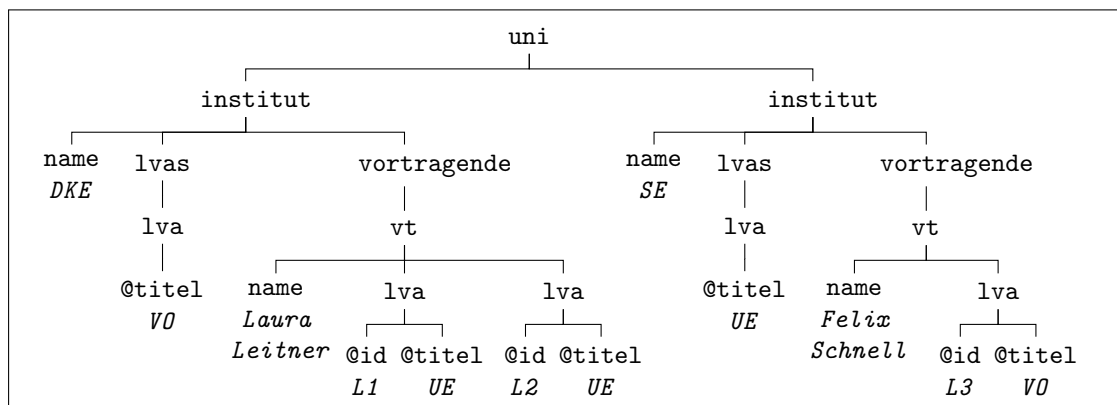 uni
institut institut
name lvas vortragende name lvas vortragende
DKE SE
lva vt lva vt
@titel name lva lva @titel name lva
VO Laura UE Felix
Leitner @id @titel @id @titel Schnell @id @titel
L1 UE L2 UE L3 VO